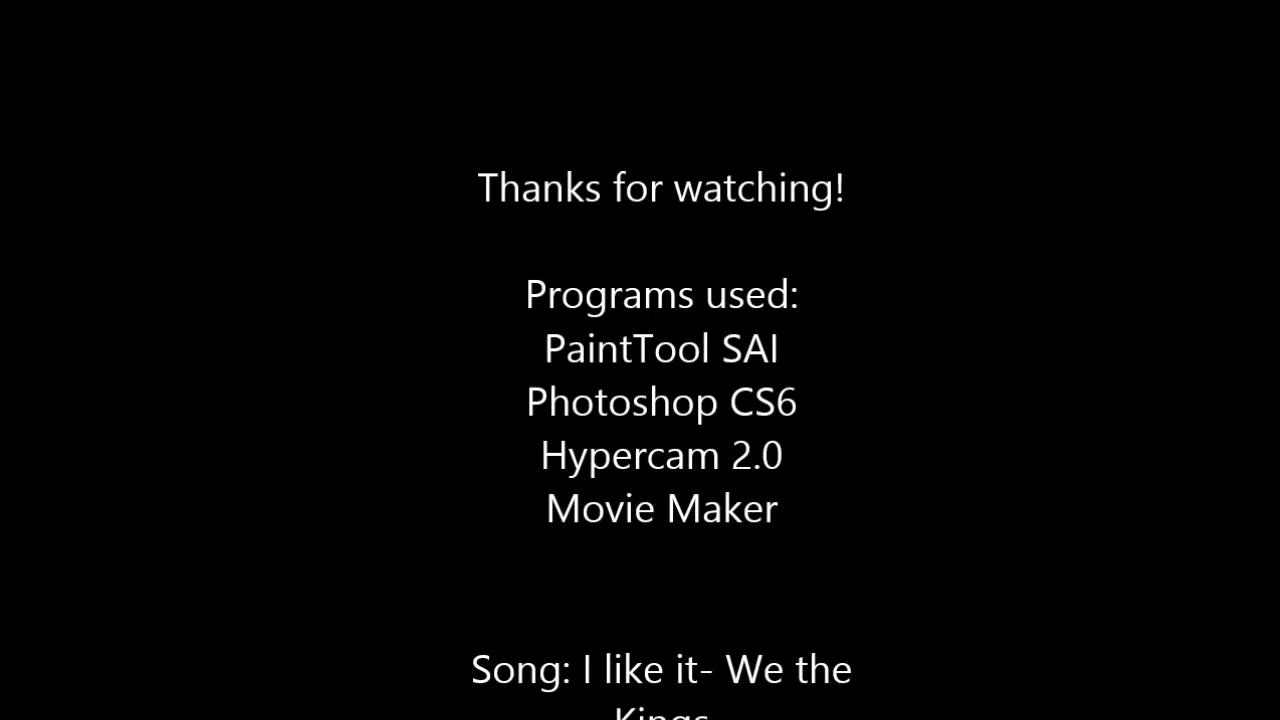 Thanks for watching!
Programs used:
PaintTool SAI
Photoshop CS6
Hypercam 2.0
Movie Maker
Song: I like it- We the
Kings